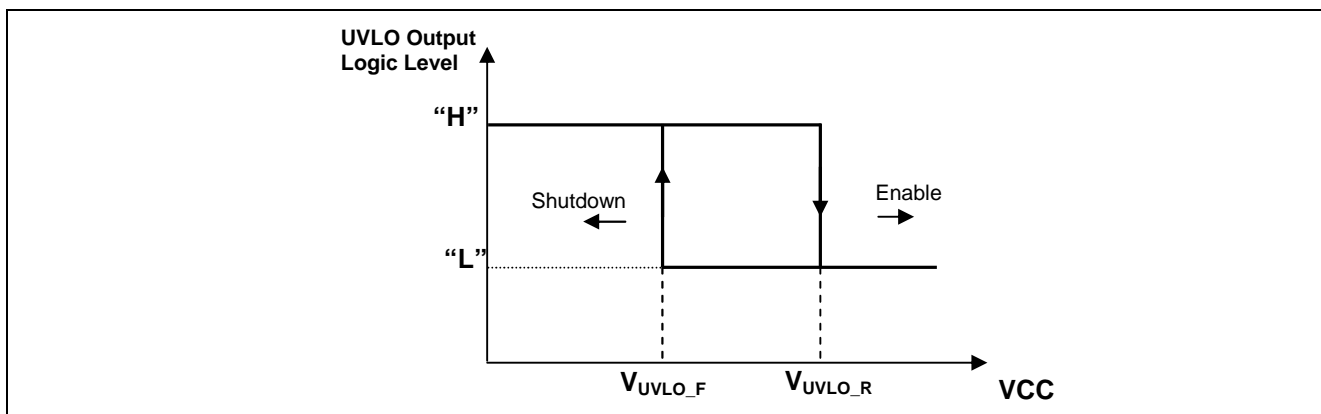 UVLO Output
Logic Level
“H”
Shutdown
Enable
“L”
VUVLO_F
VUVLO_R
VCC